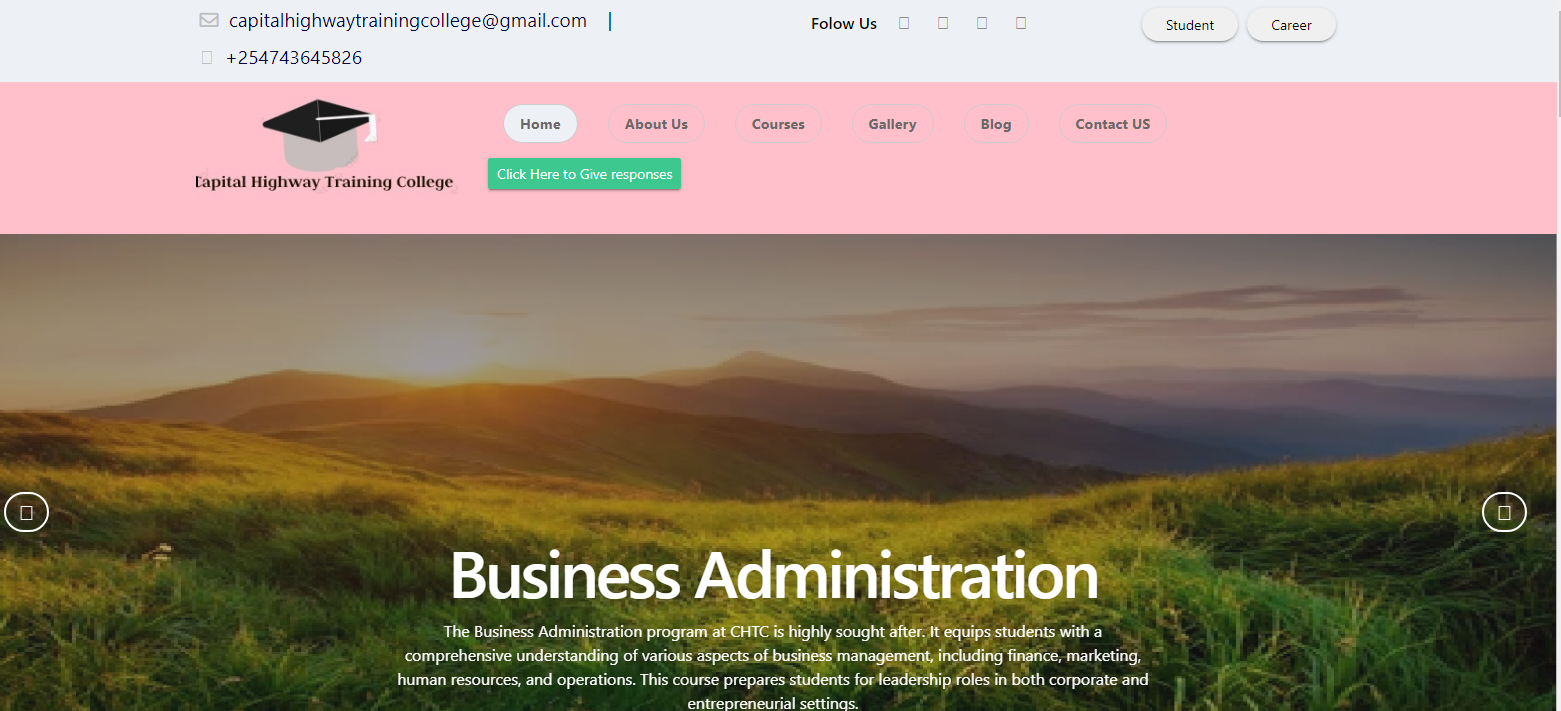 capitalhighwaytrainingcollege@gmail.com |
Folow Us
Student
Career
+254743645826
Capital Highway Training College
Home
About Us
Courses
Gallery
Blog
Contact US
Click Here to Give responses
Business Administration
The Business Administration program at CHTC is highly sought after. It equips students with a
comprehensive understanding of various aspects of business management, including finance, marketing,
human resources, and operations. This course prepares students for leadership roles in both corporate and
entrepreneurial settings.